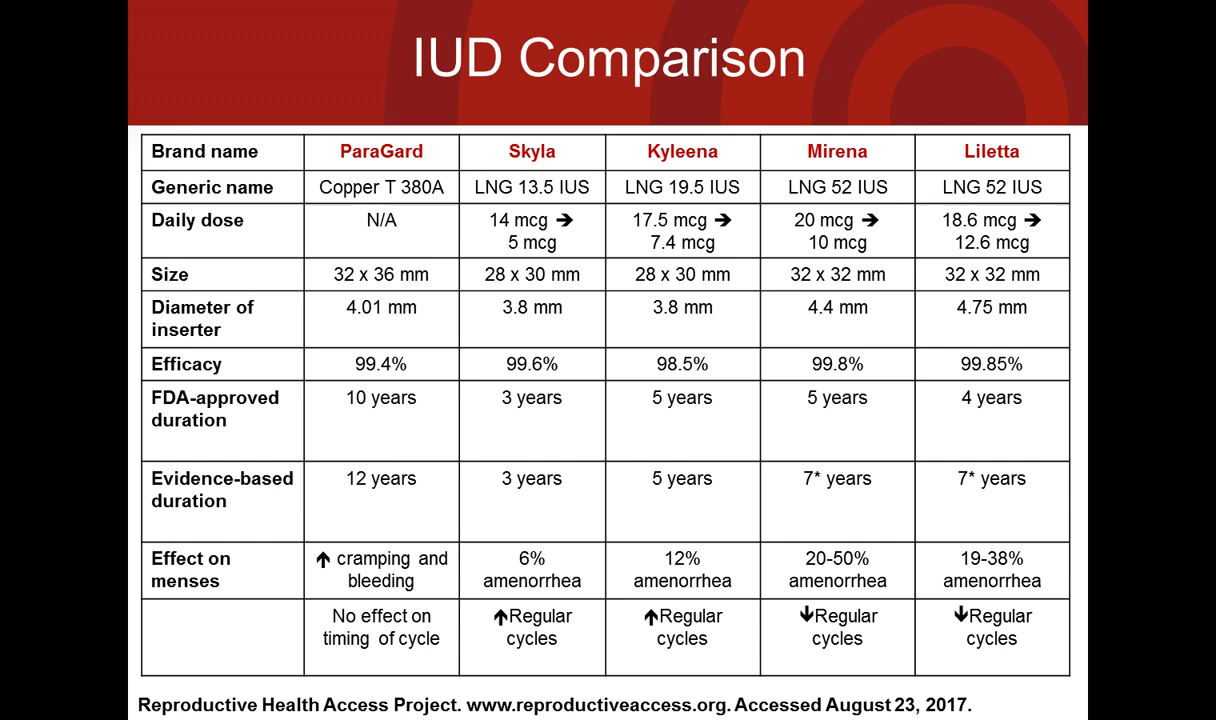 IUD Comparison
Brand name ParaGard Skyla Kyleena Mirena Liletta
Generic name Copper T 380A LNG 13.5 IUS LNG 19.5 IUS LNG 52 IUS LNG 52 IUS
Daily dose N/A 14 mcg ➔ 17.5 mcg ➔ 20 mcg ➔ 18.6 mcg ➔
5 mcg 7.4 mcg 10 mcg 12.6 mcg
Size 32 x 36 mm 28 x 30 mm 28 x 30 mm 32 x 32 mm 32 x 32 mm
Diameter of 4.01 mm 3.8 mm 3.8 mm 4.4 mm 4.75 mm
inserter
Efficacy 99.4% 99.6% 98.5% 99.8% 99.85%
FDA-approved 10 years 3 years 5 years 5 years 4 years
duration
Evidence-based 12 years 3 years 5 years 7* years 7* years
duration
Effect on 🡹 cramping and 6% 12% 20-50% 19-38%
menses bleeding amenorrhea amenorrhea amenorrhea amenorrhea
No effect on 🡹Regular 🡹Regular 🡻Regular 🡻Regular
timing of cycle cycles cycles cycles cycles
Reproductive Health Access Project. www.reproductiveaccess.org. Accessed August 23, 2017.